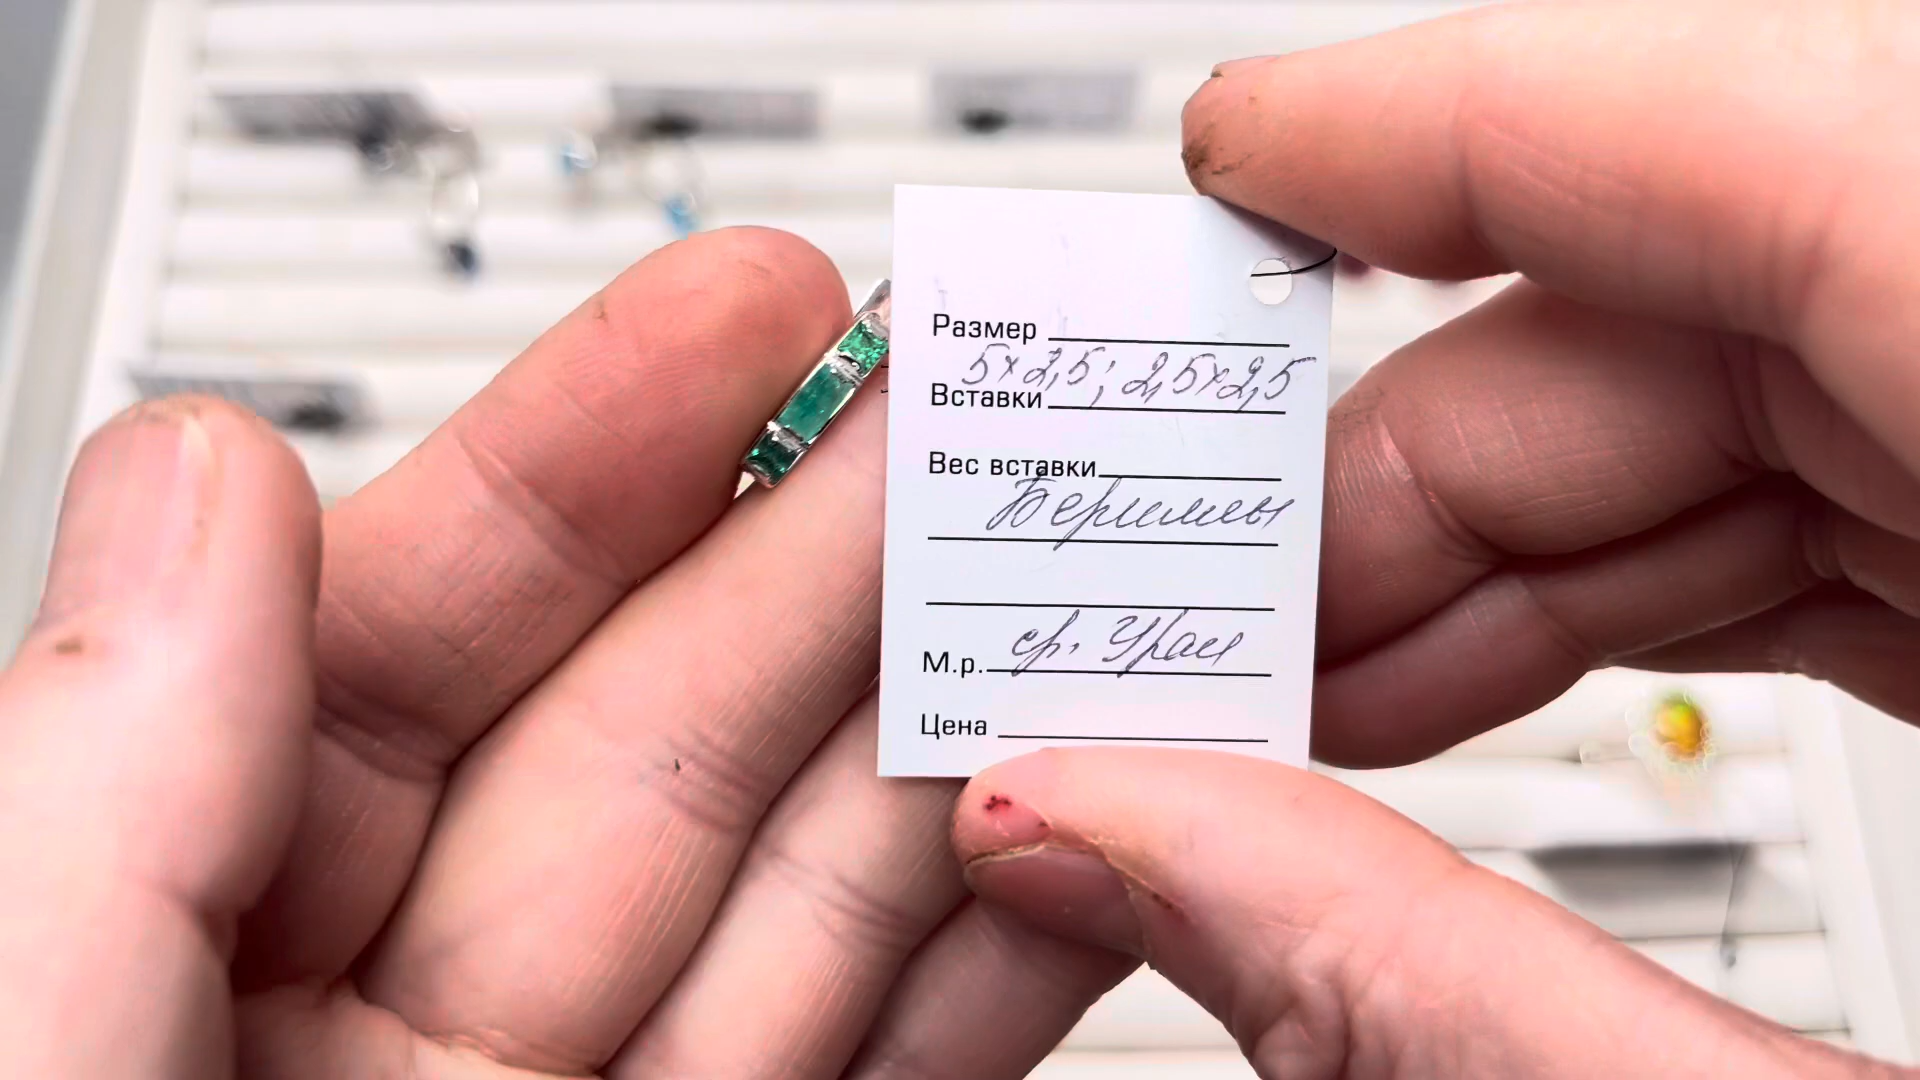 Размер
5×2,5; 2,5×2,5
Вставки
Вес вставки
Бериллы
М.р. ср. Урал
Цена